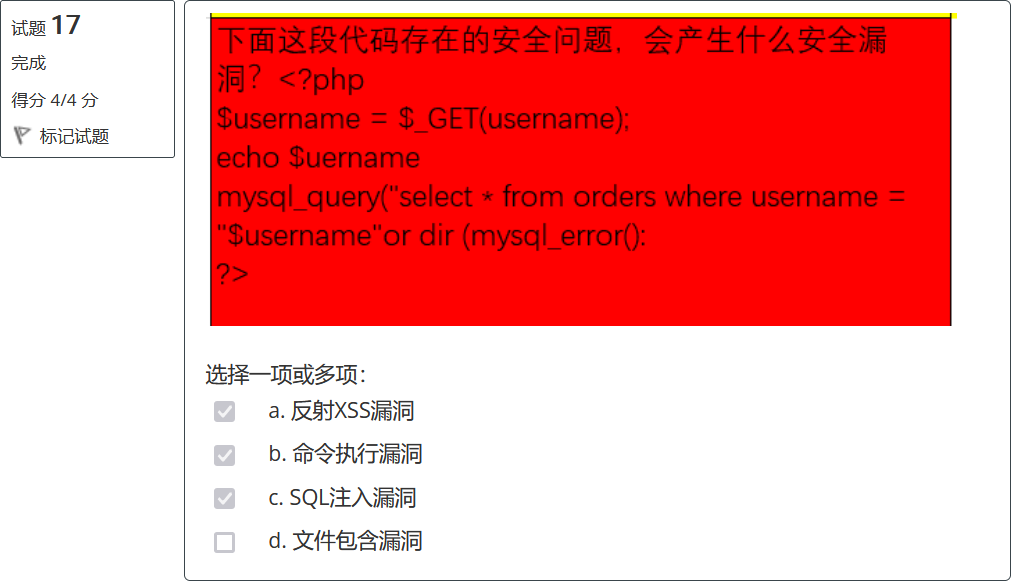 试题 17
完成
得分 4/4 分
标记试题
下面这段代码存在的安全问题，会产生什么安全漏
洞？<?php
$username = $_GET(username);
echo $uername
mysql_query("select * from orders where username =
"$username"or dir (mysql_error():
?>
选择一项或多项：
a. 反射XSS漏洞
b. 命令执行漏洞
c. SQL注入漏洞
d. 文件包含漏洞